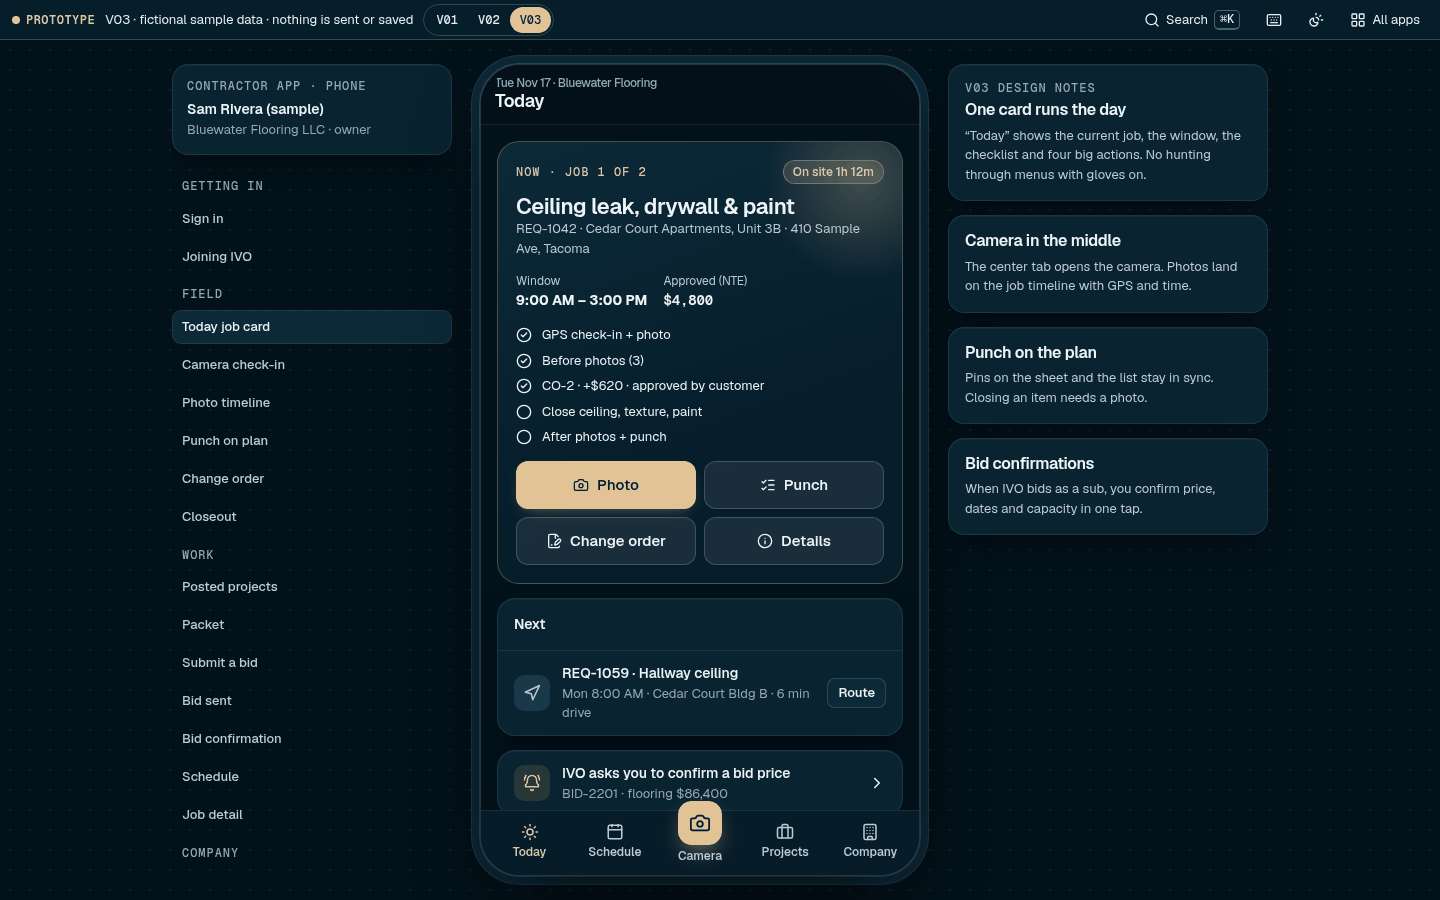 PROTOTYPE V03 · fictional sample data · nothing is sent or saved V01 V02 V03 Search ⌘K All apps
CONTRACTOR APP · PHONE
Sam Rivera (sample)
Bluewater Flooring LLC · owner
GETTING IN
Sign in
Joining IVO
FIELD
Today job card
Camera check-in
Photo timeline
Punch on plan
Change order
Closeout
WORK
Posted projects
Packet
Submit a bid
Bid sent
Bid confirmation
Schedule
Job detail
COMPANY
Tue Nov 17 · Bluewater Flooring
Today
NOW · JOB 1 OF 2
On site 1h 12m
Ceiling leak, drywall & paint
REQ-1042 · Cedar Court Apartments, Unit 3B · 410 Sample
Ave, Tacoma
Window Approved (NTE)
9:00 AM – 3:00 PM $4,800
GPS check-in + photo
Before photos (3)
CO-2 · +$620 · approved by customer
Close ceiling, texture, paint
After photos + punch
Photo Punch
Change order Details
Next
REQ-1059 · Hallway ceiling
Mon 8:00 AM · Cedar Court Bldg B · 6 min
drive
Route
IVO asks you to confirm a bid price
BID-2201 · flooring $86,400
Today Schedule Camera Projects Company
V03 DESIGN NOTES
One card runs the day
“Today” shows the current job, the window, the
checklist and four big actions. No hunting
through menus with gloves on.
Camera in the middle
The center tab opens the camera. Photos land
on the job timeline with GPS and time.
Punch on the plan
Pins on the sheet and the list stay in sync.
Closing an item needs a photo.
Bid confirmations
When IVO bids as a sub, you confirm price,
dates and capacity in one tap.